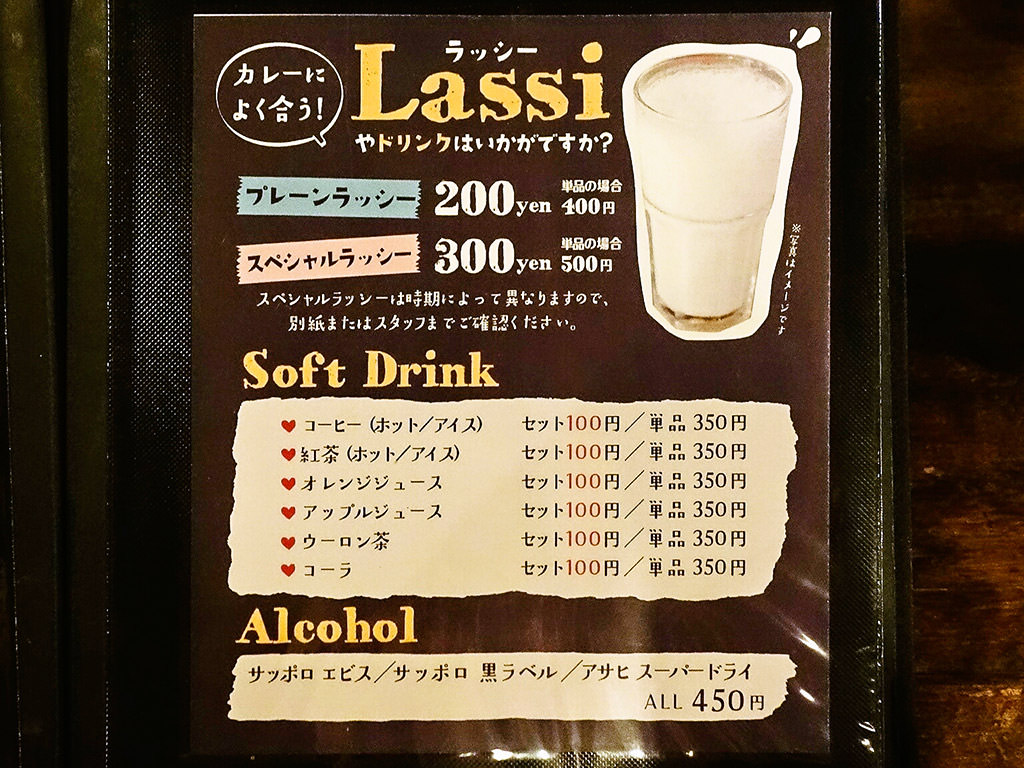 カレーに
よく合う!
ラッシー
Lassi
やドリンクはいかがですか?
プレーンラッシー 200yen 単品の場合 400円
スペシャルラッシー 300yen 単品の場合 500円
スペシャルラッシーは時期によって異なりますので、
別紙またはスタッフまでご確認ください。
※写真はイメージです
Soft Drink
♥ コーヒー (ホット/アイス) セット100円/単品 350円
♥ 紅茶 (ホット/アイス) セット100円/単品 350円
♥ オレンジジュース セット100円/単品 350円
♥ アップルジュース セット100円/単品 350円
♥ ウーロン茶 セット100円/単品 350円
♥ コーラ セット100円/単品 350円
Alcohol
サッポロ エビス/サッポロ 黒ラベル/アサヒ スーパードライ
ALL 450円